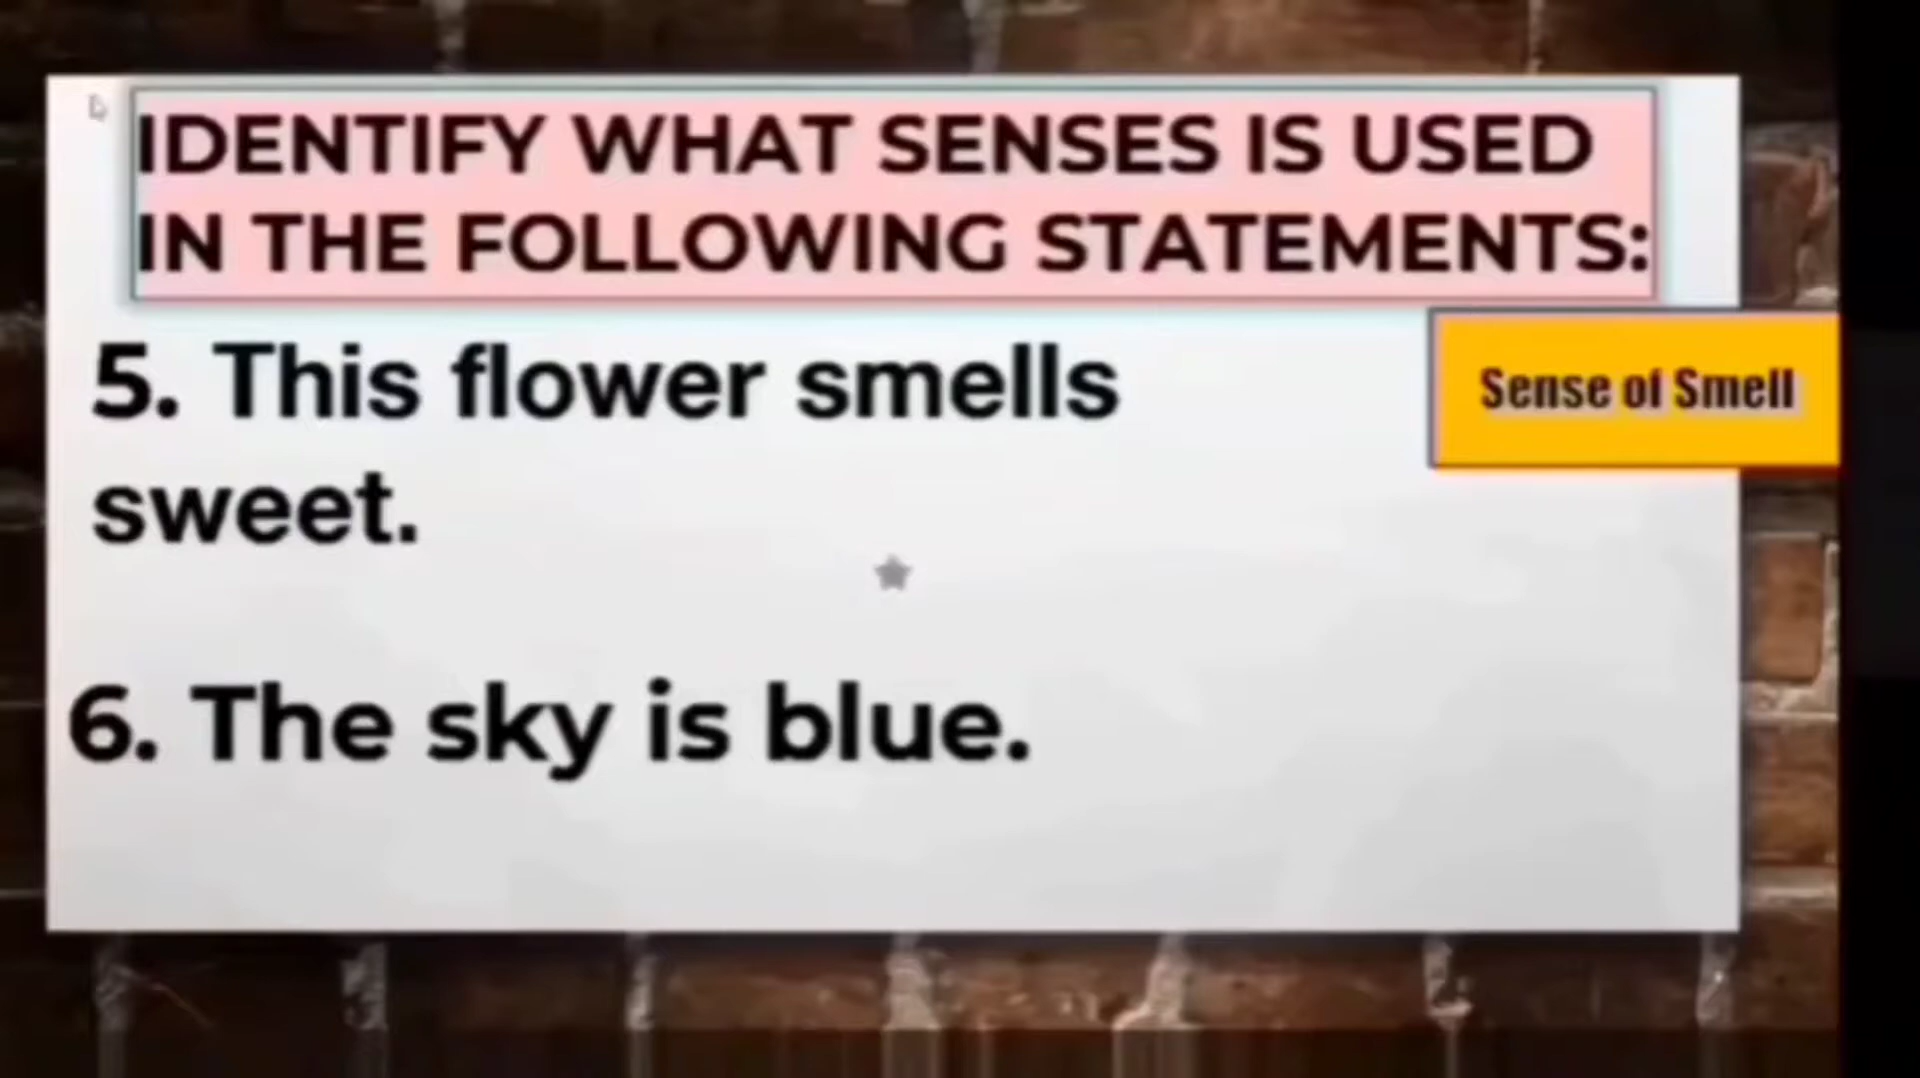 IDENTIFY WHAT SENSES IS USED
IN THE FOLLOWING STATEMENTS:
5. This flower smells
Sense of Smell
sweet.
6. The sky is blue.